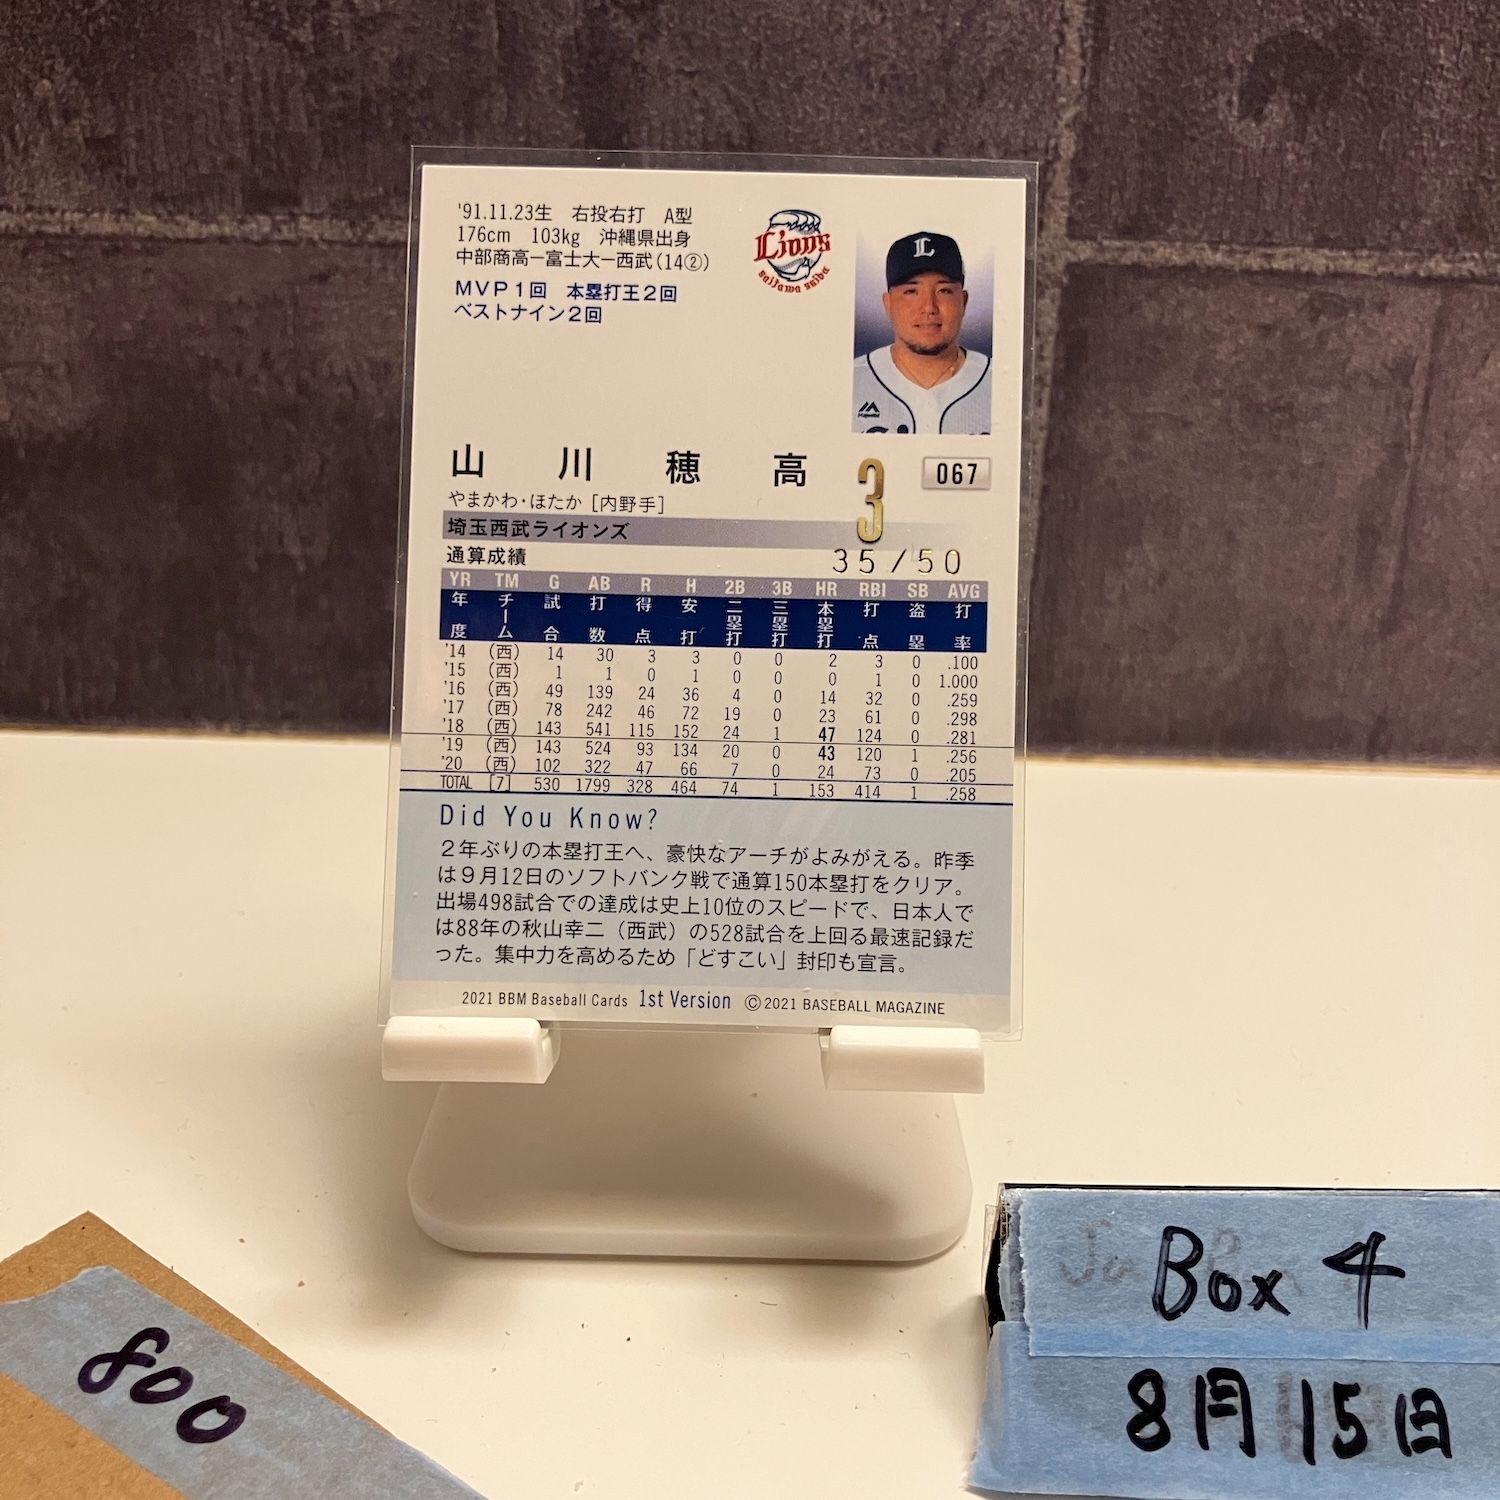 '91.11.23生 右投右打 A型
176cm 103kg 沖縄県出身
中部商高ー富士大ー西武(14②)
MVP1回 本塁打王2回
ベストナイン2回
Lions
saitama seibu
L
山川穂高
3
067
やまかわ・ほたか [内野手]
埼玉西武ライオンズ
通算成績
35/50
YR TM G AB R H 2B 3B HR RBI SB AVG
年度 チーム 試合 打数 得点 安打 二塁打 三塁打 本塁打 打点 盗塁 打率
'14 (西) 14 30 3 3 0 0 2 3 0 .100
'15 (西) 1 1 0 1 0 0 0 1 0 1.000
'16 (西) 49 139 24 36 4 0 14 32 0 .259
'17 (西) 78 242 46 72 19 0 23 61 0 .298
'18 (西) 143 541 115 152 24 1 47 124 0 .281
'19 (西) 143 524 93 134 20 0 43 120 1 .256
'20 (西) 102 322 47 66 7 0 24 73 0 .205
TOTAL [7] 530 1799 328 464 74 1 153 414 1 .258
Did You Know?
2年ぶりの本塁打王へ、豪快なアーチがよみがえる。昨季
は9月12日のソフトバンク戦で通算150本塁打をクリア。
出場498試合での達成は史上10位のスピードで、日本人で
は88年の秋山幸二（西武）の528試合を上回る最速記録だ
った。集中力を高めるため「どすこい」封印も宣言。
2021 BBM Baseball Cards 1st Version ©2021 BASEBALL MAGAZINE
800
Box 4
8月15日